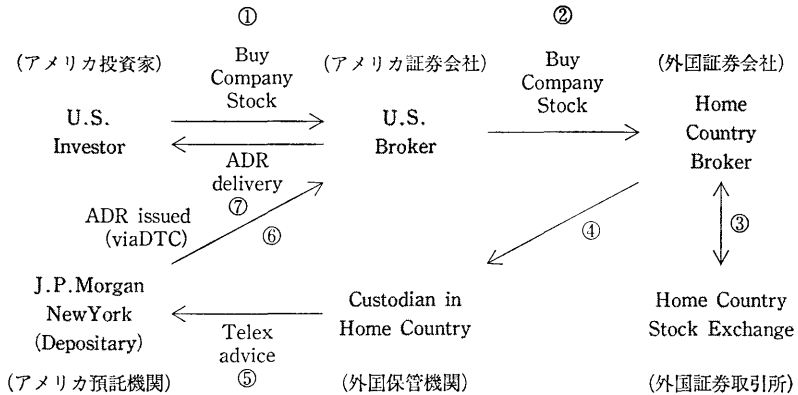 ①
②
(アメリカ投資家)
Buy
Company
Stock
(アメリカ証券会社)
Buy
Company
Stock
(外国証券会社)
U.S.
Investor
U.S.
Broker
Home
Country
Broker
ADR
delivery
⑦
ADR issued
(viaDTC)
⑥
④
③
J.P.Morgan
NewYork
(Depositary)
Telex
advice
⑤
Custodian in
Home Country
Home Country
Stock Exchange
(アメリカ預託機関)
(外国保管機関)
(外国証券取引所)